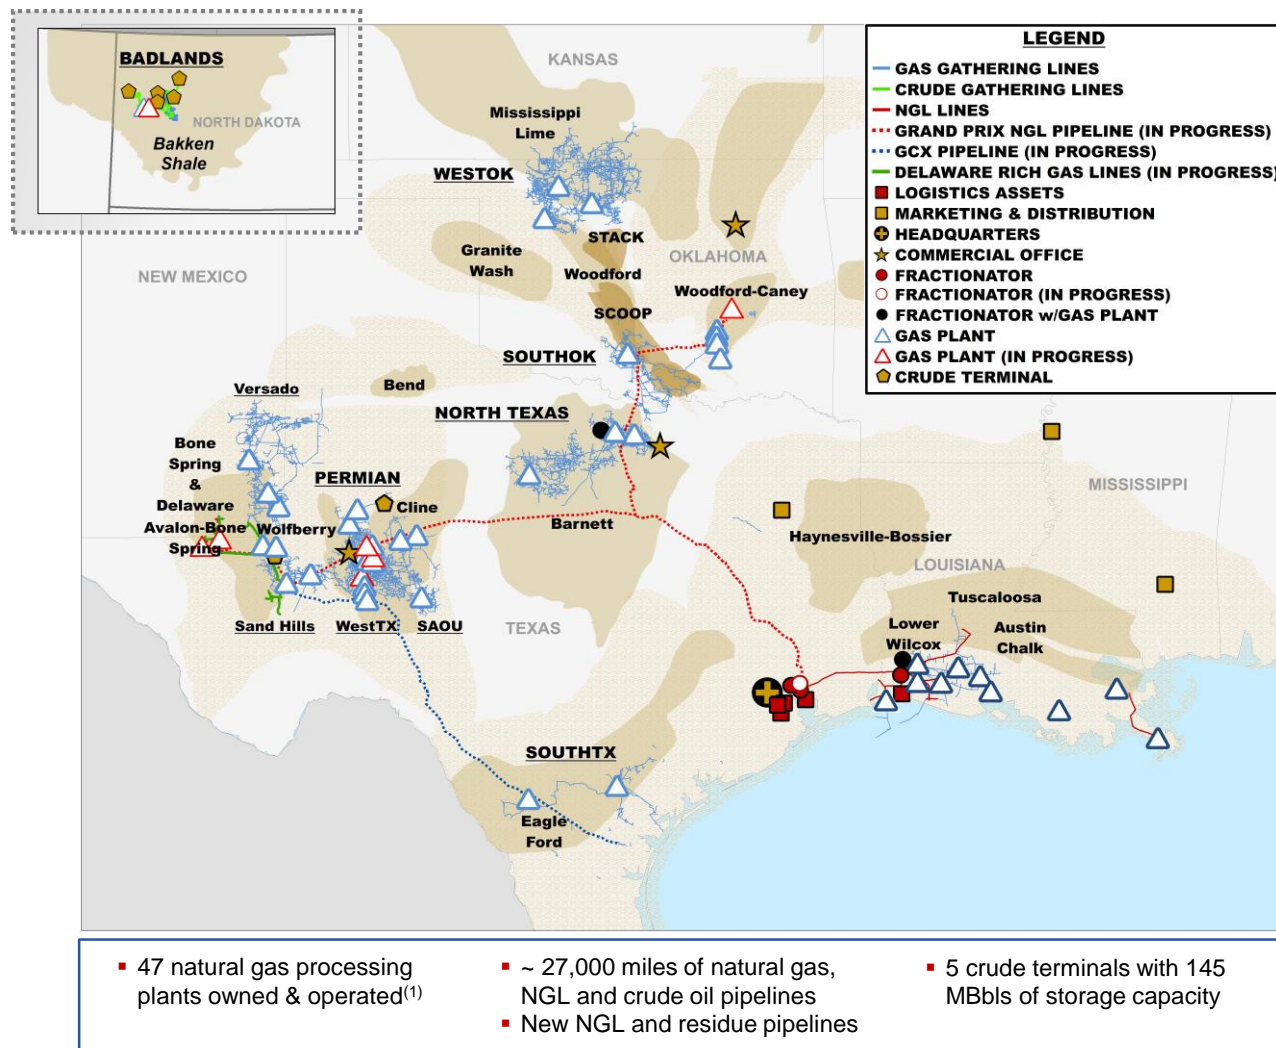 BADLANDS
NORTH DAKOTA
Bakken
Shale
KANSAS
Mississippi
Lime
WESTOK
STACK
Granite
Wash
Woodford
OKLAHOMA
NEW MEXICO
Woodford-Caney
SCOOP
SOUTHOK
Bend
Versado
NORTH TEXAS
Bone
Spring
&
Delaware
PERMIAN
Cline
Avalon-Bone
Spring
Wolfberry
Barnett
MISSISSIPPI
Haynesville-Bossier
LOUISIANA
Tuscaloosa
Sand Hills
WestTX
SAOU
TEXAS
Lower
Wilcox
Austin
Chalk
SOUTHTX
Eagle
Ford
LEGEND
GAS GATHERING LINES
CRUDE GATHERING LINES
NGL LINES
GRAND PRIX NGL PIPELINE (IN PROGRESS)
GCX PIPELINE (IN PROGRESS)
DELAWARE RICH GAS LINES (IN PROGRESS)
LOGISTICS ASSETS
MARKETING & DISTRIBUTION
HEADQUARTERS
COMMERCIAL OFFICE
FRACTIONATOR
FRACTIONATOR (IN PROGRESS)
FRACTIONATOR w/GAS PLANT
GAS PLANT
GAS PLANT (IN PROGRESS)
CRUDE TERMINAL
▪ 47 natural gas processing
plants owned & operated(1)
▪ ~ 27,000 miles of natural gas,
NGL and crude oil pipelines
▪ New NGL and residue pipelines
▪ 5 crude terminals with 145
MBbls of storage capacity